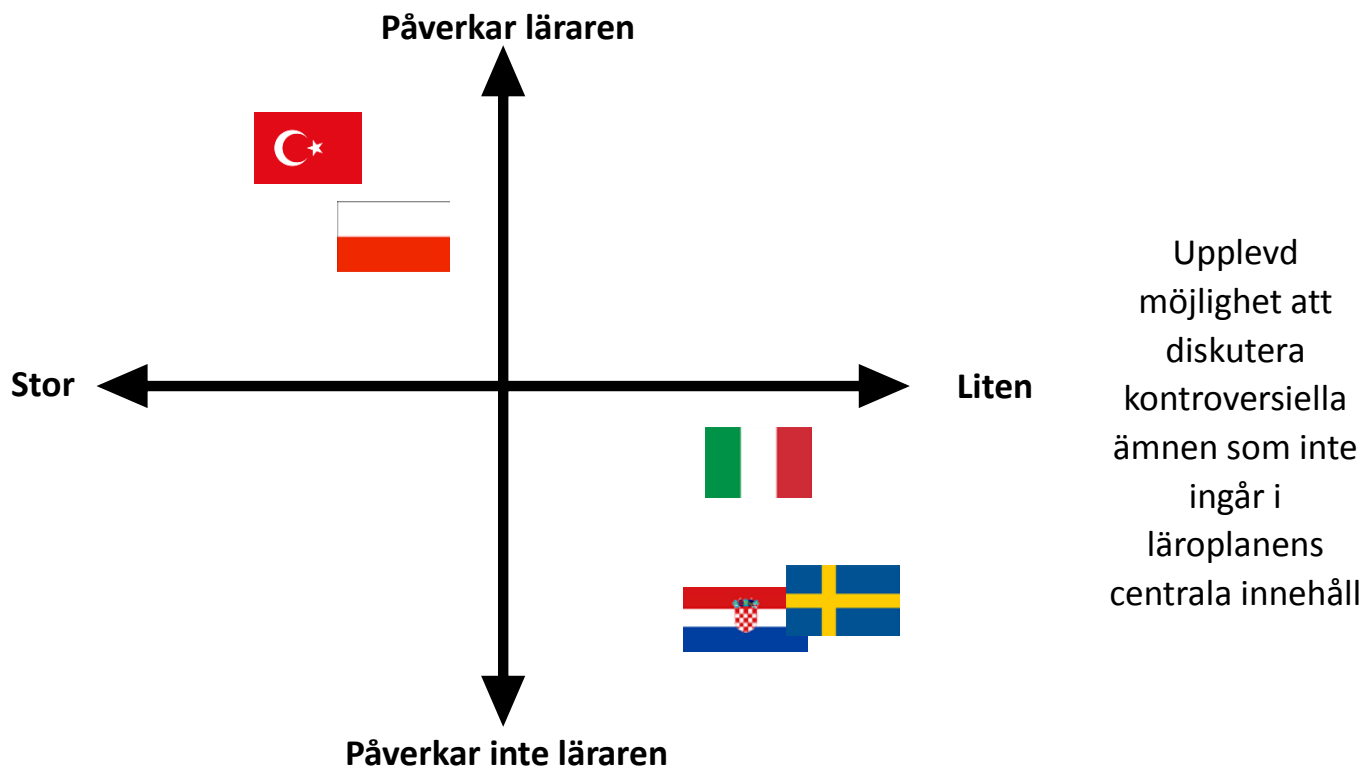 Påverkar läraren
Stor
Liten
Upplevd
möjlighet att
diskutera
kontroversiella
ämnen som inte
ingår i
läroplanens
centrala innehåll
Påverkar inte läraren